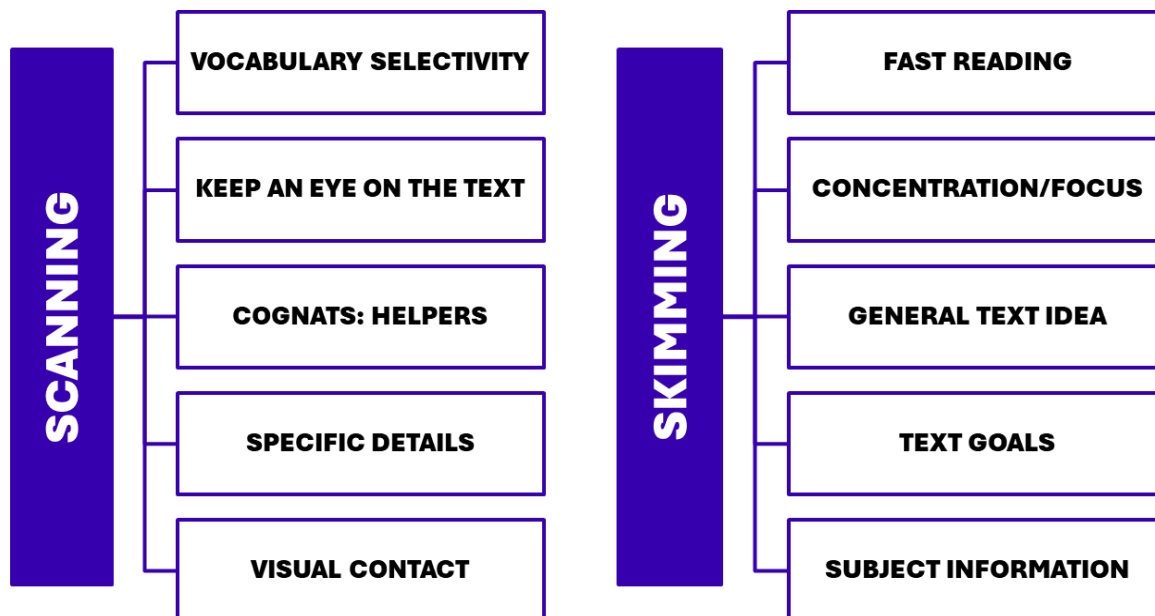 SCANNING
VOCABULARY SELECTIVITY
KEEP AN EYE ON THE TEXT
COGNATS: HELPERS
SPECIFIC DETAILS
VISUAL CONTACT
SKIMMING
FAST READING
CONCENTRATION/FOCUS
GENERAL TEXT IDEA
TEXT GOALS
SUBJECT INFORMATION